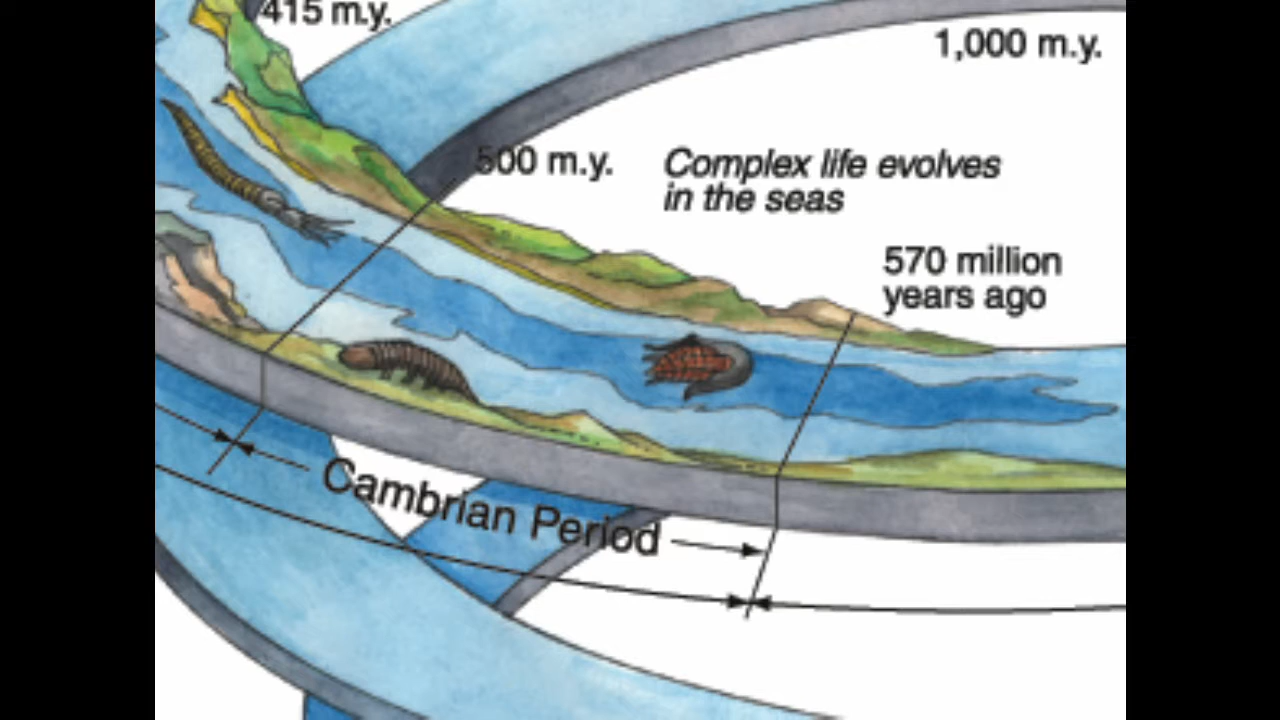 415 m.y.
1,000 m.y.
500 m.y.
Complex life evolves
in the seas
570 million
years ago
Cambrian Period